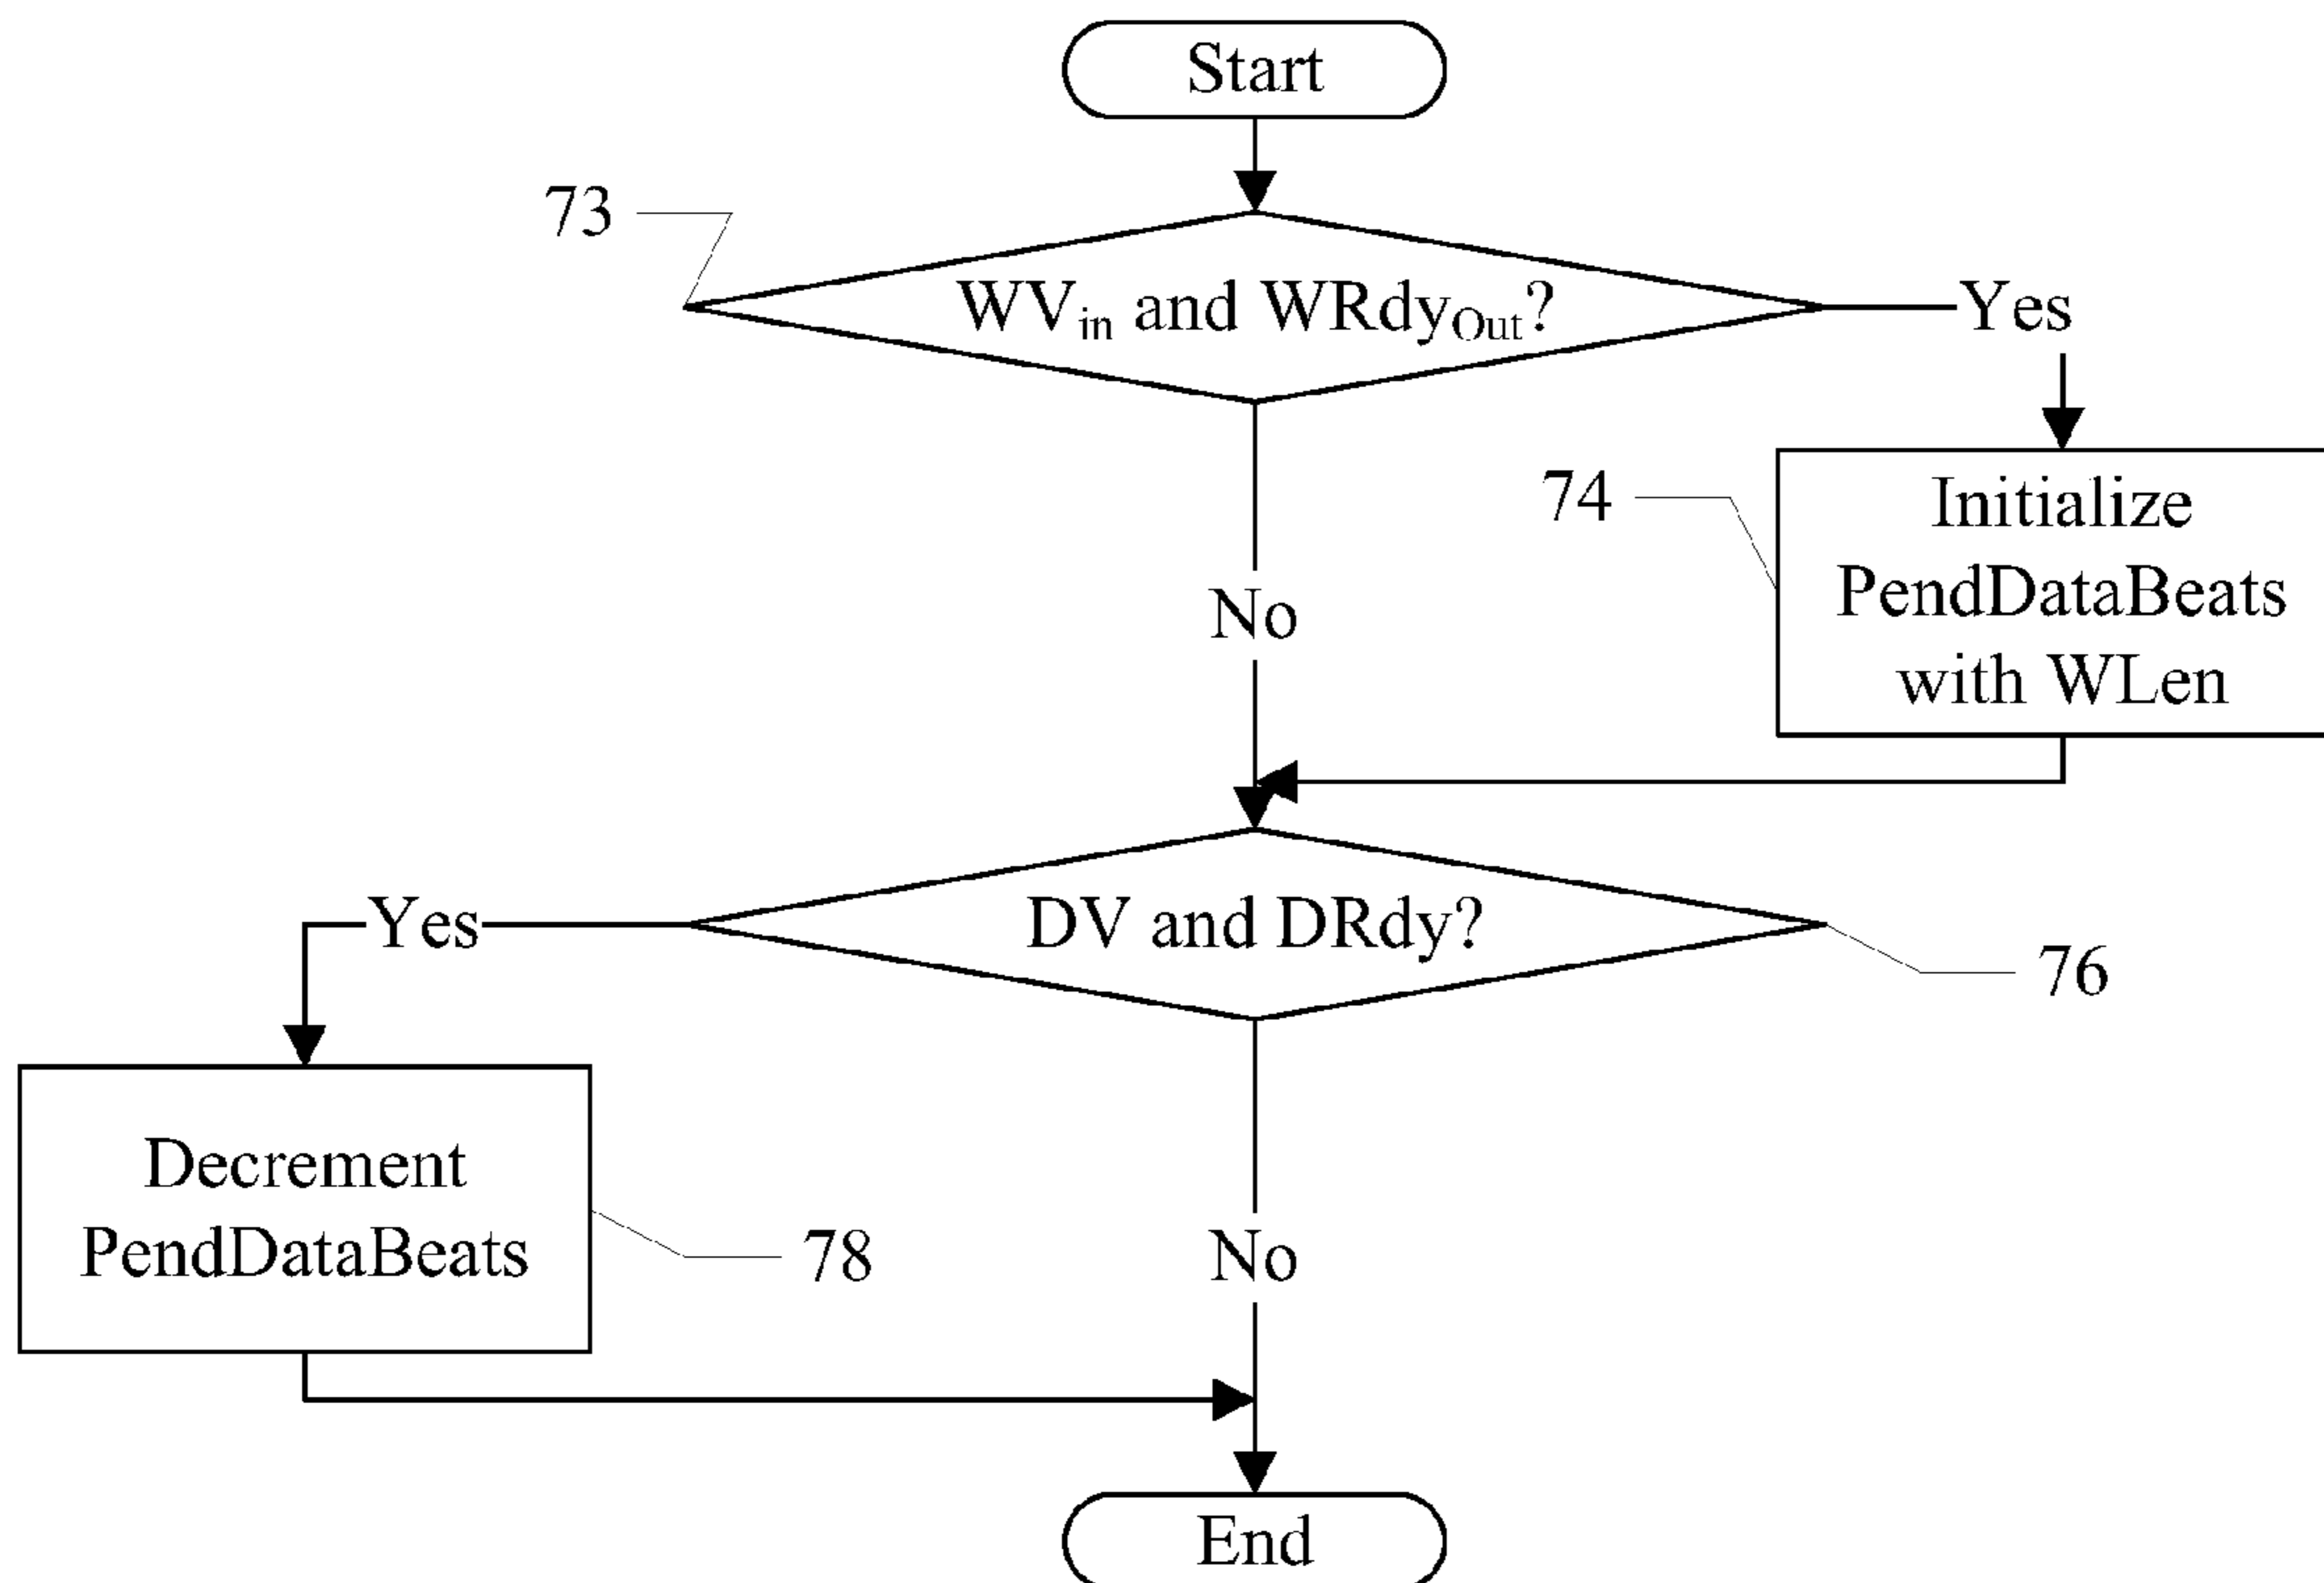 Start
73
WVin and WRdyOut?
Yes
74
Initialize
PendDataBeats
with WLen
No
DV and DRdy?
Yes
76
Decrement
PendDataBeats
78
No
End